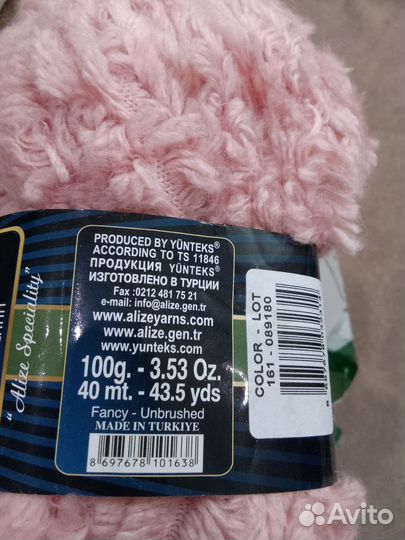 "Alize Speciality"
PRODUCED BY YÜNTEKS®
ACCORDING TO TS 11846
ПРОДУКЦИЯ YÜNTEKS®
ИЗГОТОВЛЕНО В ТУРЦИИ
Fax :0212 481 75 21
e-mail: info@alize.gen.tr
www.alizeyarns.com
www.alize.gen.tr
www.yunteks.com
100g. - 3.53 Oz.
40 mt. - 43.5 yds
Fancy - Unbrushed
MADE IN TURKIYE
8 697678 101638
COLOR - LOT
161 - 089180
Avito